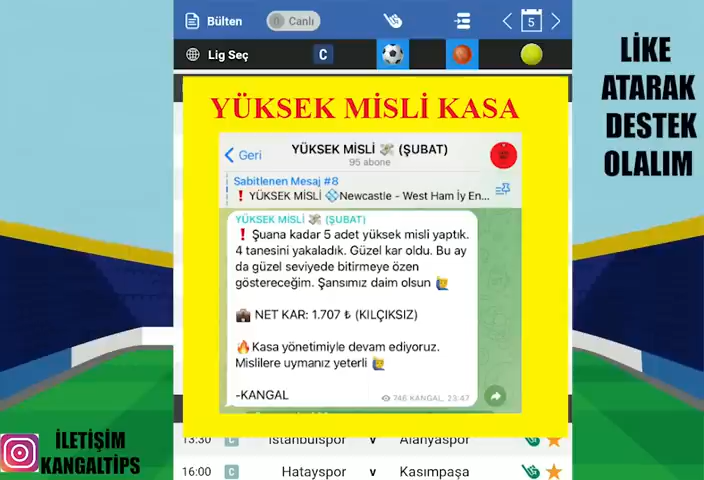 Bülten
Canlı
5
Lig Seç
C
YÜKSEK MİSLİ KASA
Geri
YÜKSEK MİSLİ 💸 (ŞUBAT)
95 abone
Sabitlenen Mesaj #8
❗ YÜKSEK MİSLİ 💠Newcastle - West Ham İy En...
YÜKSEK MİSLİ 💸 (ŞUBAT)
❗ Şuana kadar 5 adet yüksek misli yaptık.
4 tanesini yakaladık. Güzel kar oldu. Bu ay
da güzel seviyede bitirmeye özen
göstereceğim. Şansımız daim olsun 🙋‍♂️
💼 NET KAR: 1.707 ₺ (KILÇIKSIZ)
🔥Kasa yönetimiyle devam ediyoruz.
Mislilere uymanız yeterli 🙋‍♂️
-KANGAL
746 KANGAL, 23:47
13:30 C İstanbulspor v Alanyaspor
16:00 C Hatayspor v Kasımpaşa
LİKE
ATARAK
DESTEK
OLALIM
İLETİŞİM
KANGALTİPS